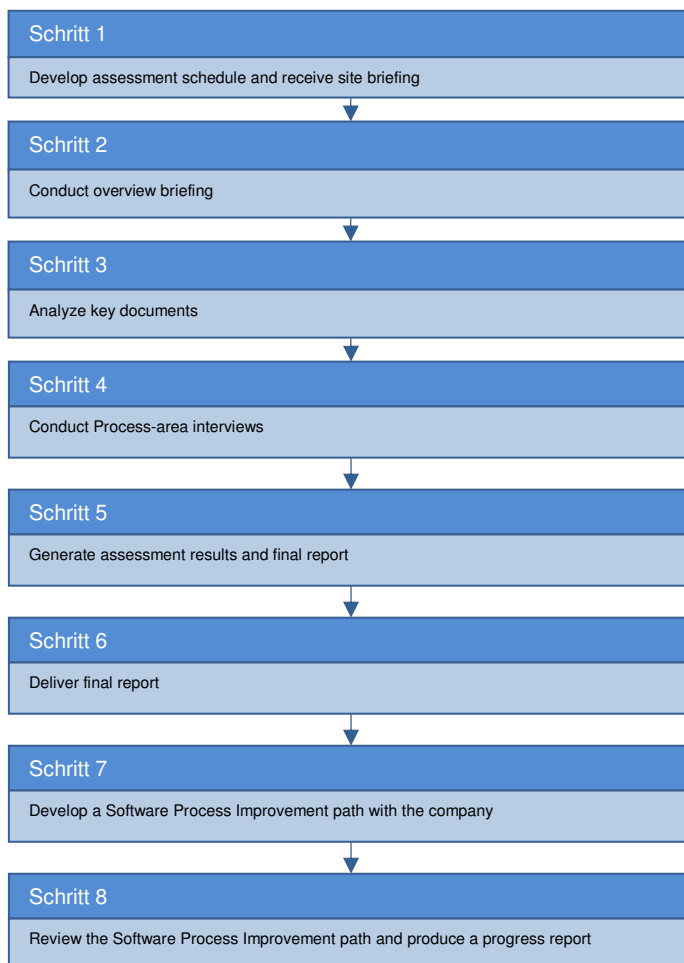 Schritt 1
Develop assessment schedule and receive site briefing
Schritt 2
Conduct overview briefing
Schritt 3
Analyze key documents
Schritt 4
Conduct Process-area interviews
Schritt 5
Generate assessment results and final report
Schritt 6
Deliver final report
Schritt 7
Develop a Software Process Improvement path with the company
Schritt 8
Review the Software Process Improvement path and produce a progress report